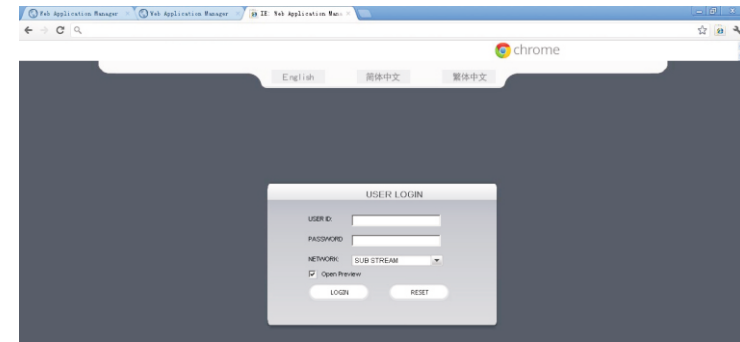 Web Application Manager
Web Application Manager
IE: Web Application Man
chrome
English 简体中文 繁体中文
USER LOGIN
USER ID:
PASSWORD
NETWORK: SUB STREAM
Open Preview
LOGIN RESET